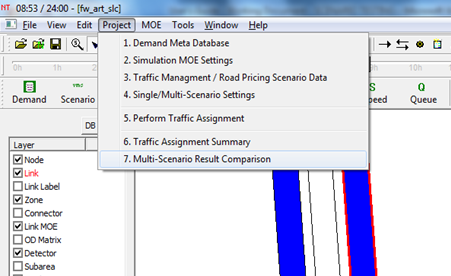 NT 08:53 / 24:00 - [fw_art_slc]
File Edit View Project MOE Tools Window Help
1. Demand Meta Database
2. Simulation MOE Settings
3. Traffic Managment / Road Pricing Scenario Data
4. Single/Multi-Scenario Settings
5. Perform Traffic Assignment
6. Traffic Assignment Summary
7. Multi-Scenario Result Comparison
0h 1h
Demand Scenario
peed Queue
DB
Layer
Node
Link
Link Label
Zone
Connector
Link MOE
OD Matrix
Detector
Subarea